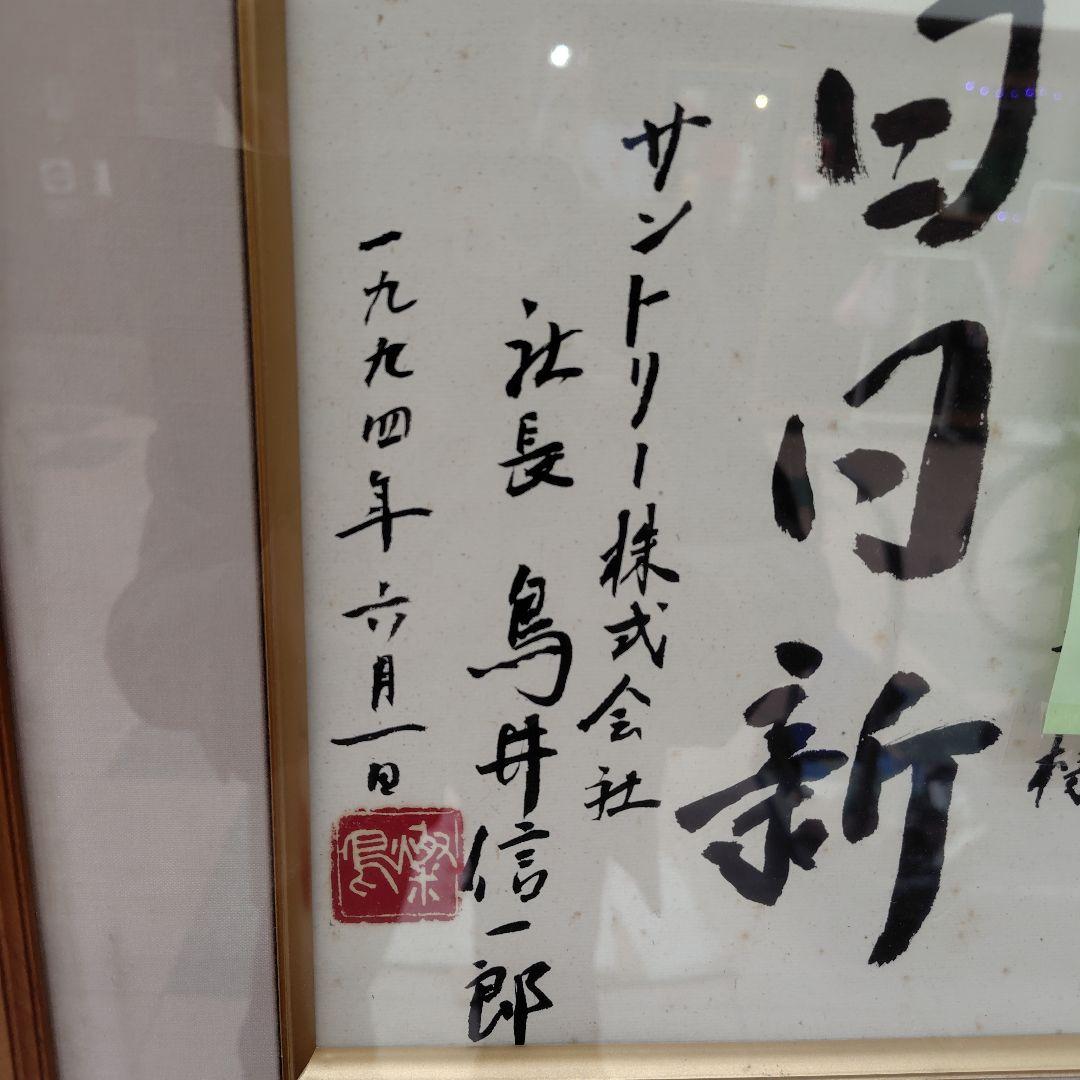 日日新
サントリー株式会社
社長 鳥井信一郎
一九九四年六月一日